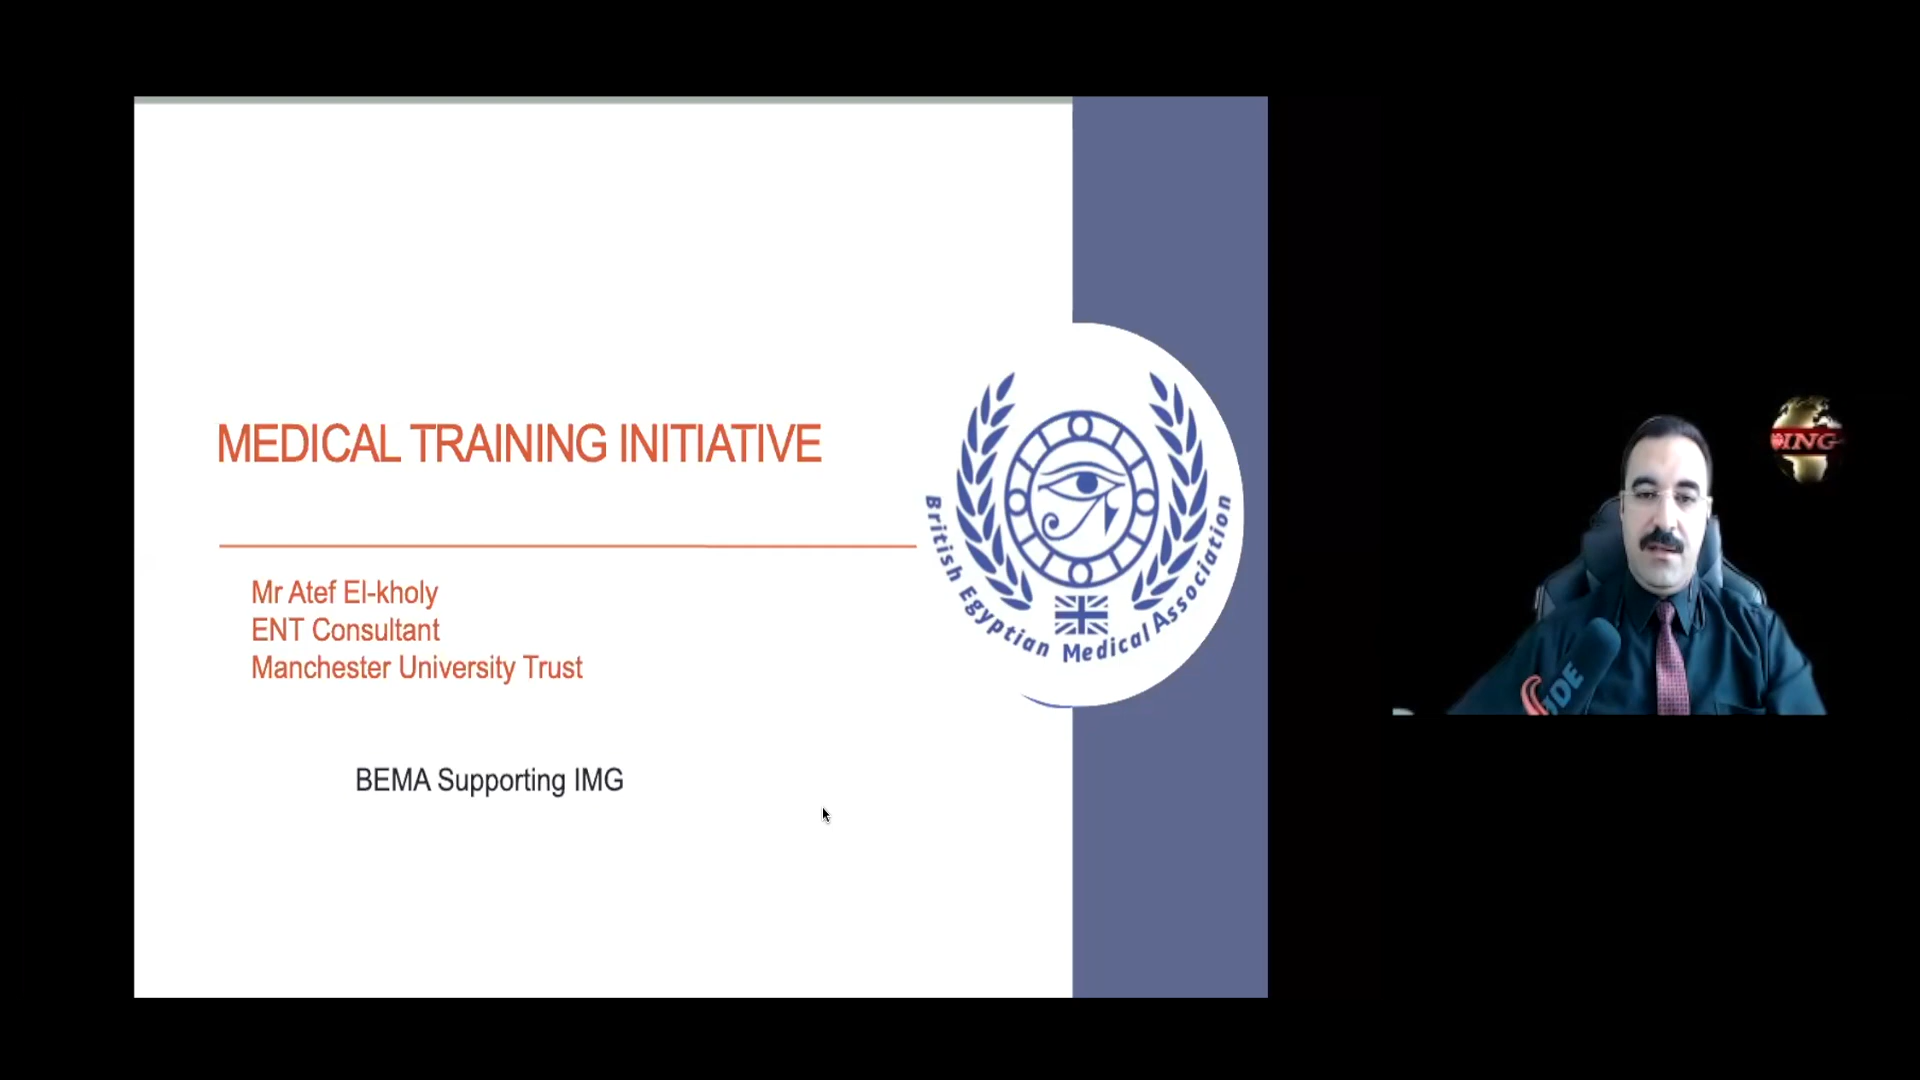 MEDICAL TRAINING INITIATIVE
Mr Atef El-kholy
ENT Consultant
Manchester University Trust
BEMA Supporting IMG
British Egyptian Medical Association